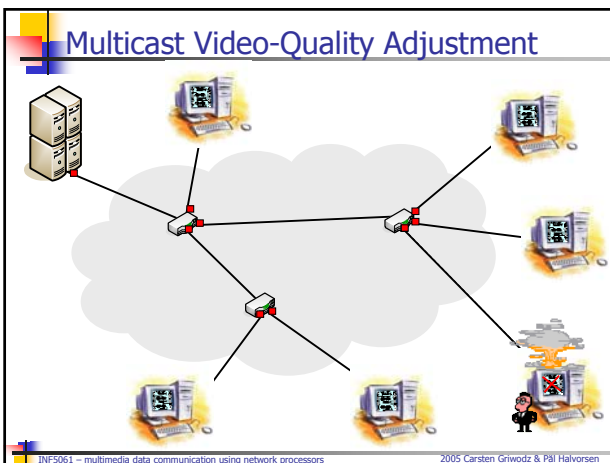 Multicast Video-Quality Adjustment
INF5061 – multimedia data communication using network processors
2005 Carsten Griwodz & Pål Halvorsen